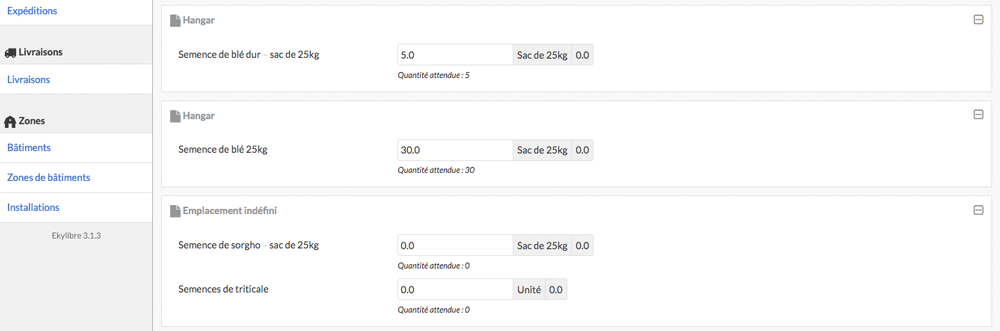 Expéditions
Livraisons
Livraisons
Zones
Bâtiments
Zones de bâtiments
Installations
Ekylibre 3.1.3
Hangar
Semence de blé dur - sac de 25kg 5.0 Sac de 25kg 0.0
Quantité attendue : 5
Hangar
Semence de blé 25kg 30.0 Sac de 25kg 0.0
Quantité attendue : 30
Emplacement indéfini
Semence de sorgho - sac de 25kg 0.0 Sac de 25kg 0.0
Quantité attendue : 0
Semences de triticale 0.0 Unité 0.0
Quantité attendue : 0